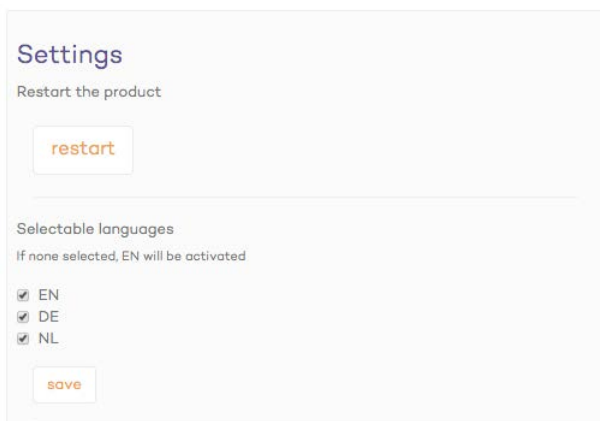 Settings
Restart the product
restart
Selectable languages
If none selected, EN will be activated
EN
DE
NL
save